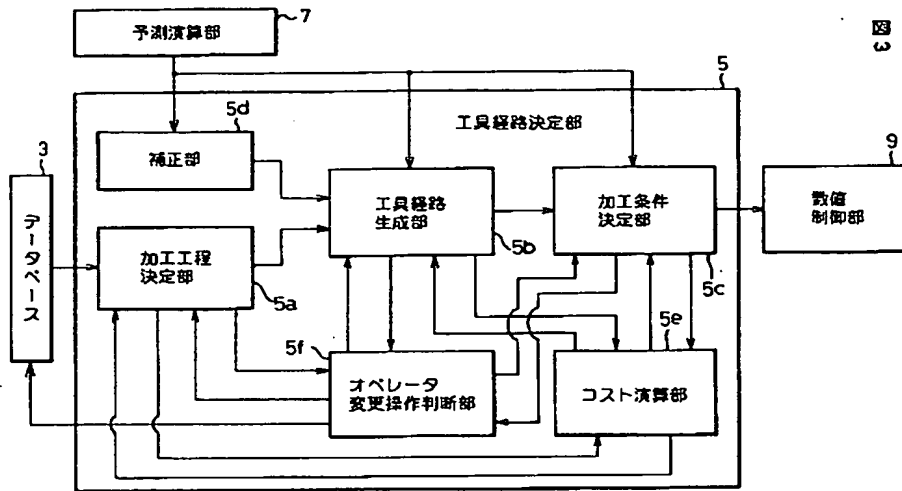 予測演算部
7
図3
5
工具経路決定部
5d
補正部
3
データベース
工具経路
生成部
5b
加工条件
決定部
5c
9
数値
制御部
加工工程
決定部
5a
5f
オペレータ
変更操作判断部
5e
コスト演算部